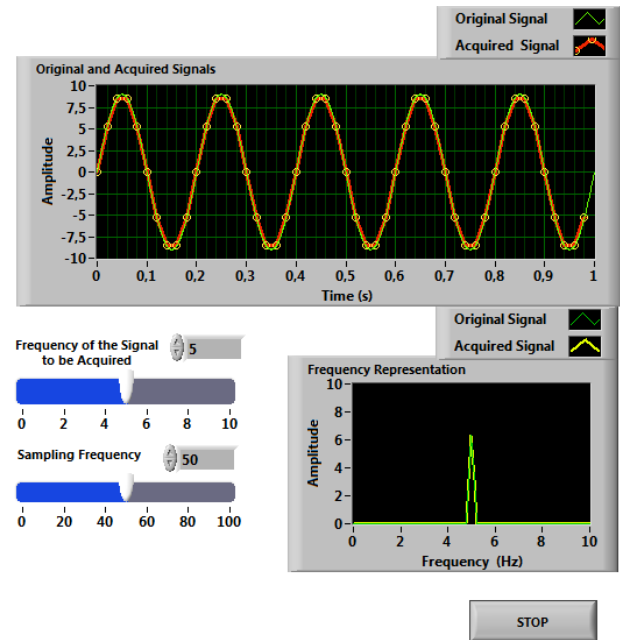 Original Signal
Acquired Signal
Original and Acquired Signals
10
7,5
5
2,5
0
-2,5
-5
-7,5
-10
Amplitude
0 0,1 0,2 0,3 0,4 0,5 0,6 0,7 0,8 0,9 1
Time (s)
Original Signal
Acquired Signal
Frequency of the Signal
to be Acquired
5
0 2 4 6 8 10
Sampling Frequency
50
0 20 40 60 80 100
Frequency Representation
10
8
6
4
2
0
Amplitude
0 2 4 6 8 10
Frequency (Hz)
STOP